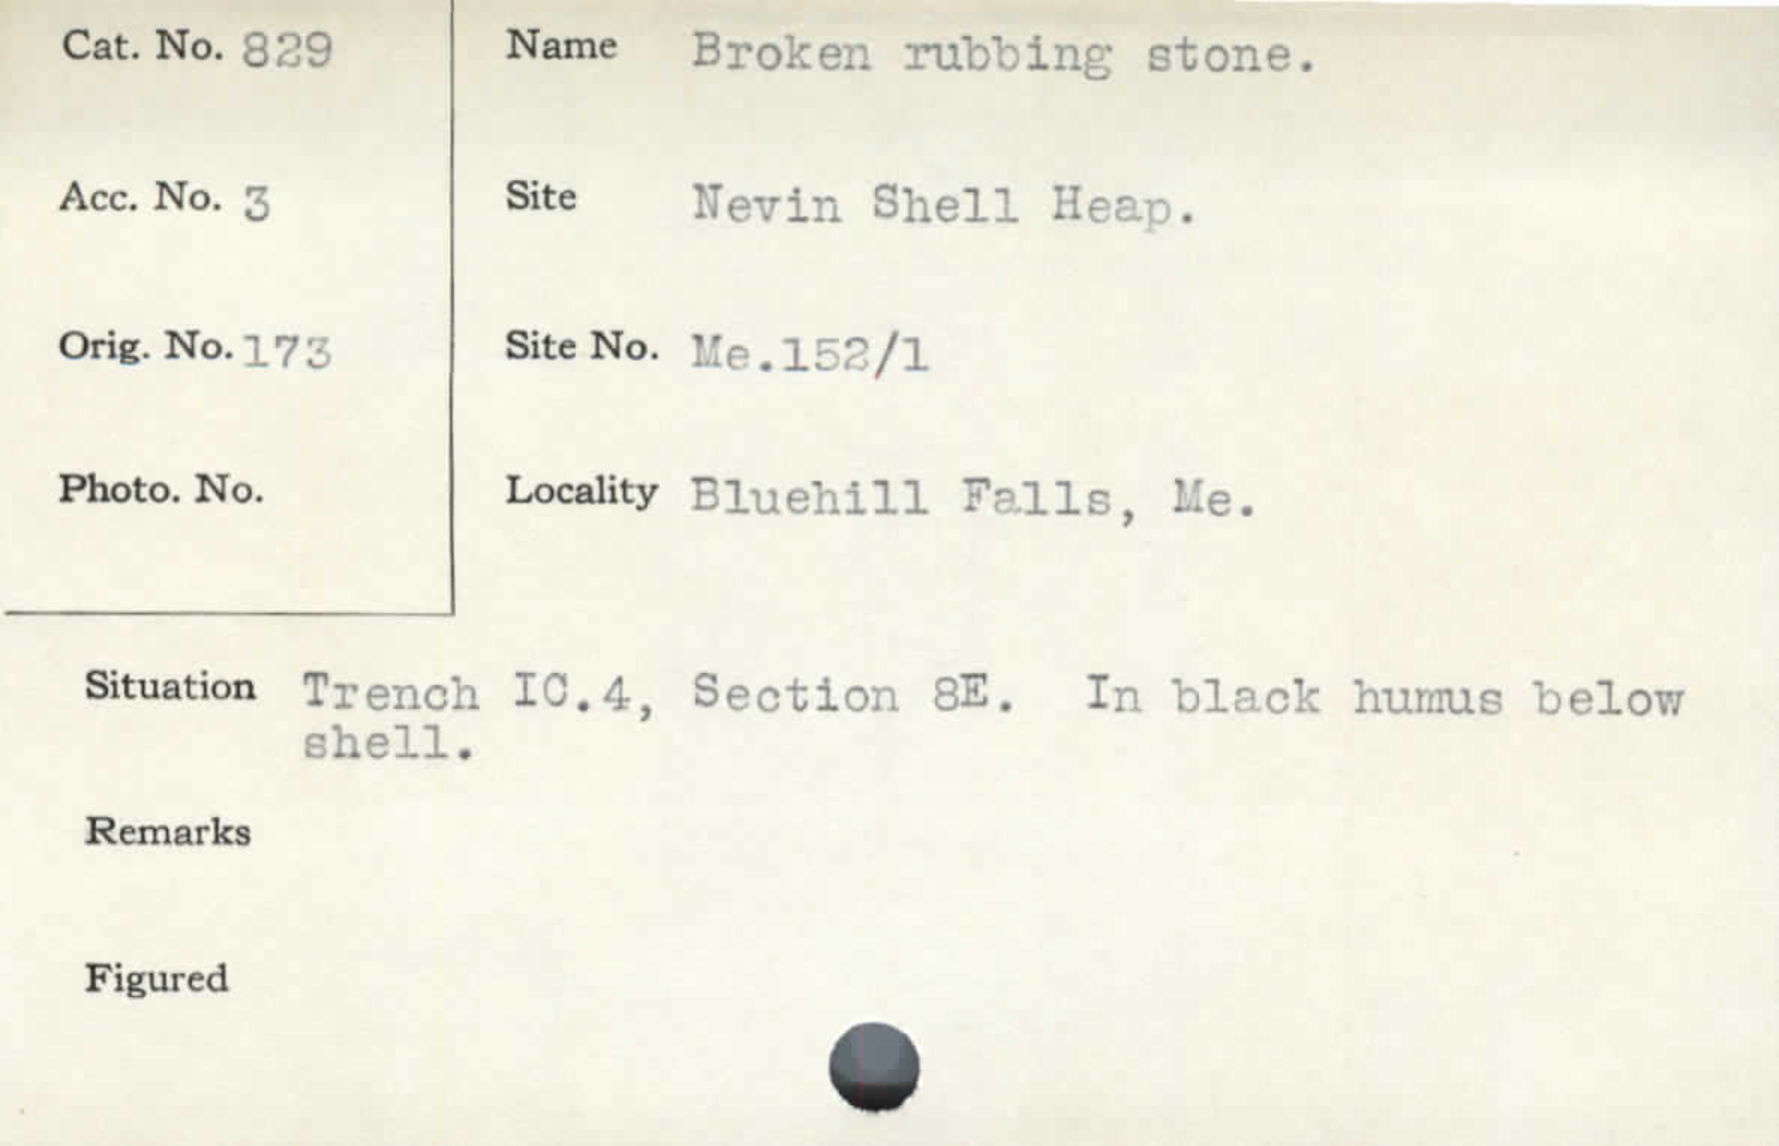 Cat. No. 829
Name Broken rubbing stone.
Acc. No. 3
Site Nevin Shell Heap.
Orig. No. 173
Site No. Me.152/1
Photo. No.
Locality Bluehill Falls, Me.
Situation Trench IC.4, Section 8E. In black humus below
shell.
Remarks
Figured